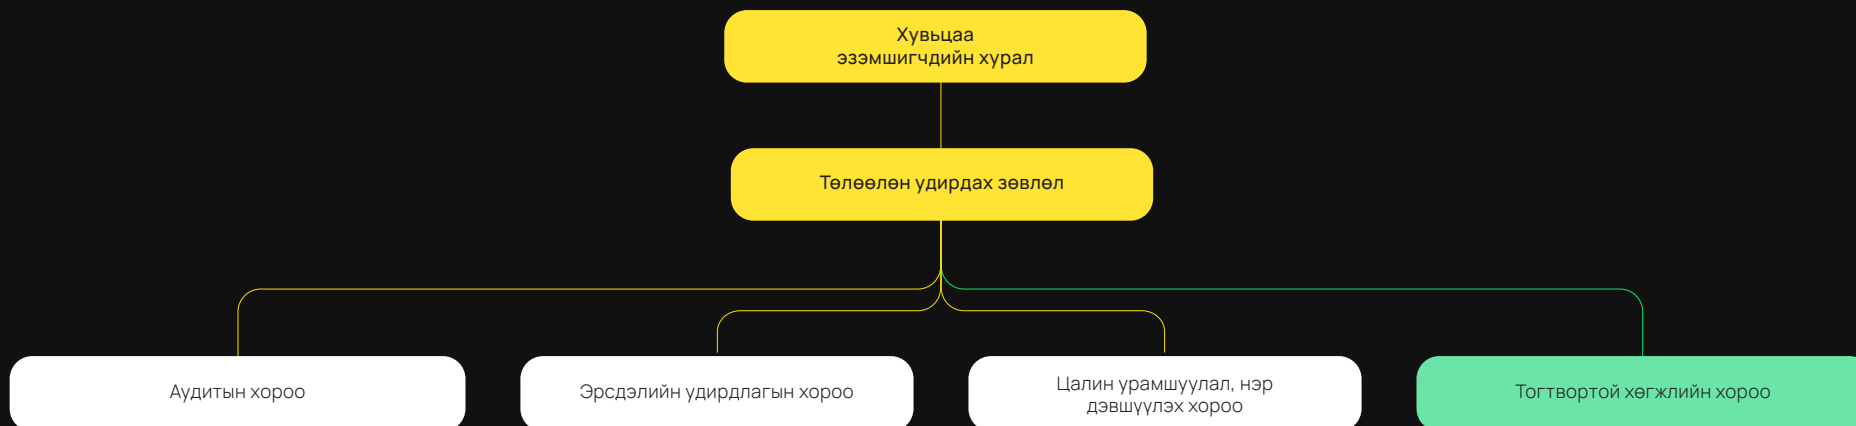 Хувьцаа
эзэмшигчдийн хурал
Төлөөлөн удирдах зөвлөл
Аудитын хороо
Эрсдэлийн удирдлагын хороо
Цалин урамшуулал, нэр
дэвшүүлэх хороо
Тогтвортой хөгжлийн хороо